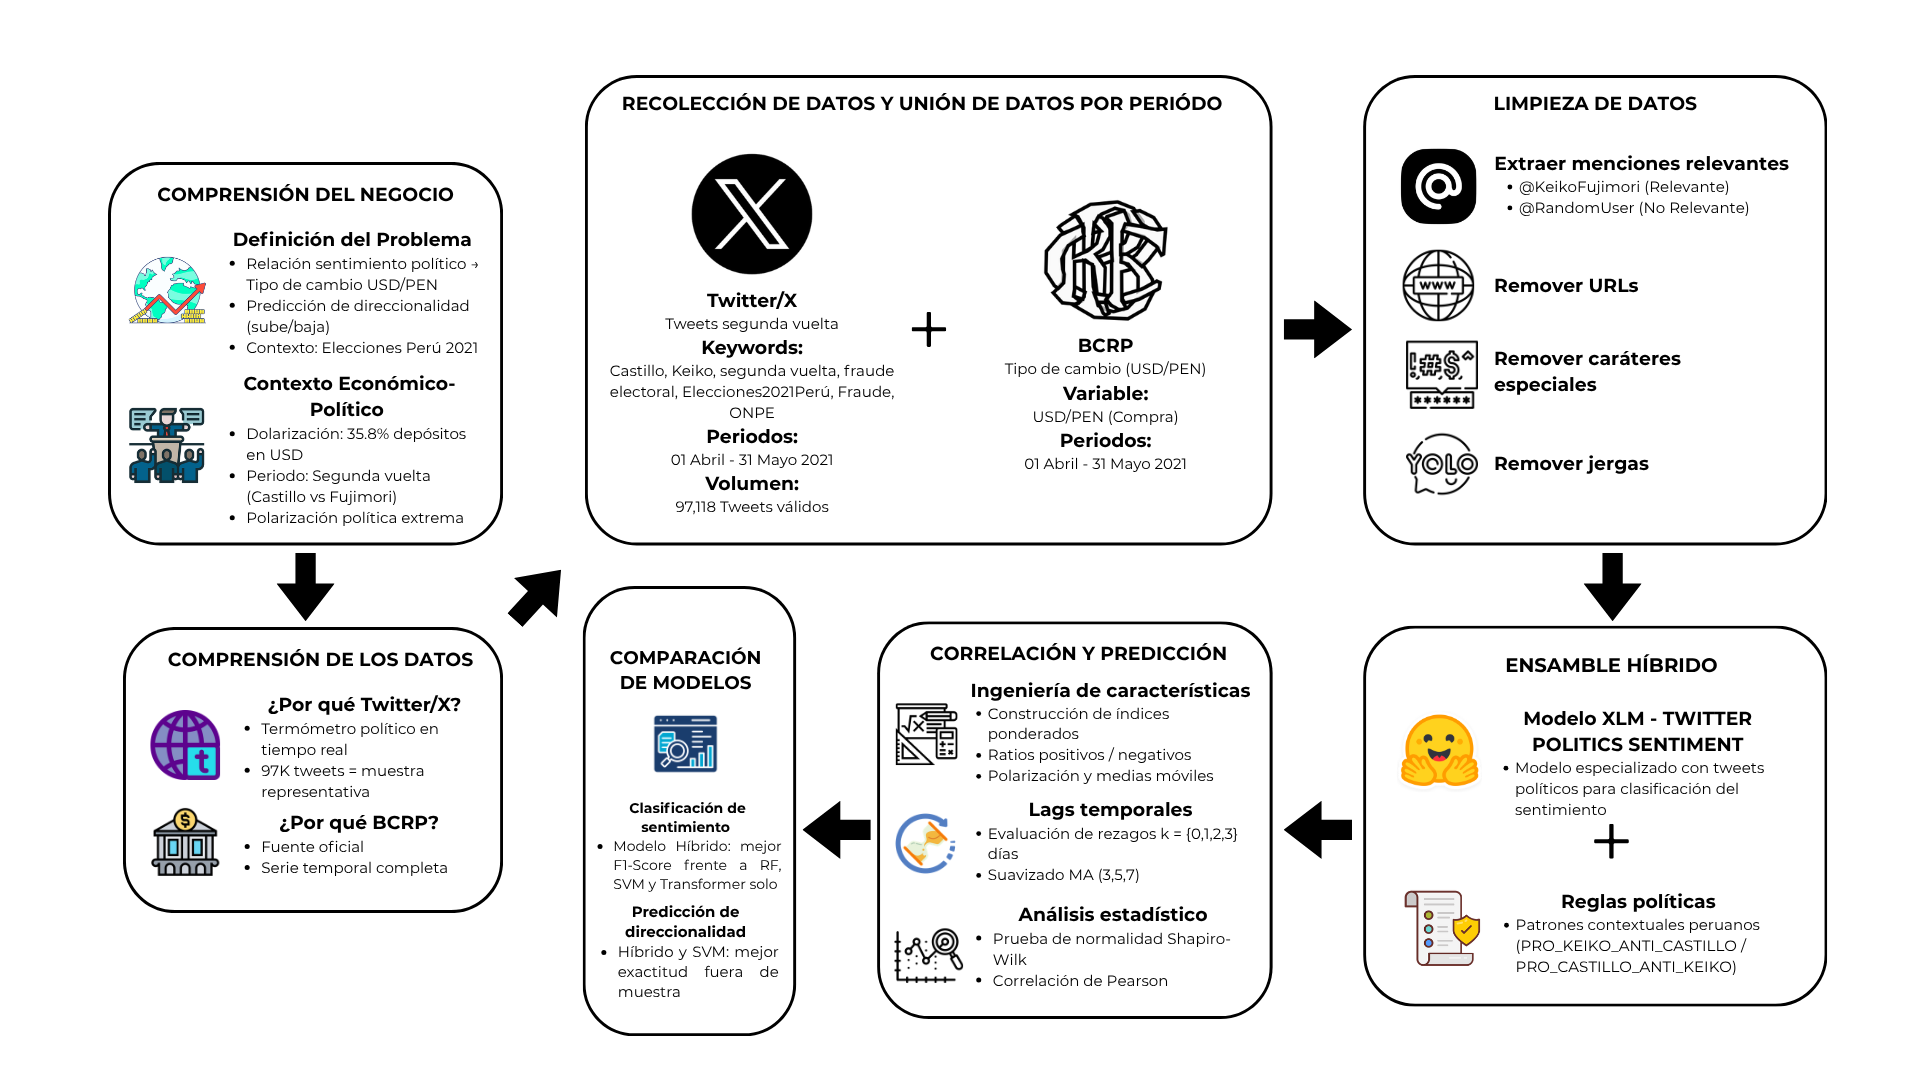 COMPRENSIÓN DEL NEGOCIO
Definición del Problema
• Relación sentimiento político →
Tipo de cambio USD/PEN
• Predicción de direccionalidad
(sube/baja)
• Contexto: Elecciones Perú 2021
Contexto Económico-
Político
• Dolarización: 35.8% depósitos
en USD
• Periodo: Segunda vuelta
(Castillo vs Fujimori)
• Polarización política extrema
COMPRENSIÓN DE LOS DATOS
¿Por qué Twitter/X?
• Termómetro político en
tiempo real
• 97K tweets = muestra
representativa
t
¿Por qué BCRP?
• Fuente oficial
• Serie temporal completa
$
RECOLECCIÓN DE DATOS Y UNIÓN DE DATOS POR PERIÓDO
X
Twitter/X
Tweets segunda vuelta
Keywords:
Castillo, Keiko, segunda vuelta, fraude
electoral, Elecciones2021Perú, Fraude,
ONPE
Periodos:
01 Abril - 31 Mayo 2021
Volumen:
97,118 Tweets válidos
+
BCRP
Tipo de cambio (USD/PEN)
Variable:
USD/PEN (Compra)
Periodos:
01 Abril - 31 Mayo 2021
LIMPIEZA DE DATOS
@
Extraer menciones relevantes
• @KeikoFujimori (Relevante)
• @RandomUser (No Relevante)
WWW
Remover URLs
!#$^
******
Remover caráteres
especiales
YOLO
Remover jergas
ENSAMBLE HÍBRIDO
Modelo XLM - TWITTER
POLITICS SENTIMENT
• Modelo especializado con tweets
políticos para clasificación del
sentimiento
+
Reglas políticas
• Patrones contextuales peruanos
(PRO_KEIKO_ANTI_CASTILLO /
PRO_CASTILLO_ANTI_KEIKO)
CORRELACIÓN Y PREDICCIÓN
Ingeniería de características
• Construcción de índices
ponderados
• Ratios positivos / negativos
• Polarización y medias móviles
√x
Lags temporales
• Evaluación de rezagos k = {0,1,2,3}
días
• Suavizado MA (3,5,7)
Análisis estadístico
• Prueba de normalidad Shapiro-
Wilk
• Correlación de Pearson
COMPARACIÓN
DE MODELOS
Clasificación de
sentimiento
• Modelo Híbrido: mejor
F1-Score frente a RF,
SVM y Transformer solo
Predicción de
direccionalidad
• Híbrido y SVM: mejor
exactitud fuera de
muestra